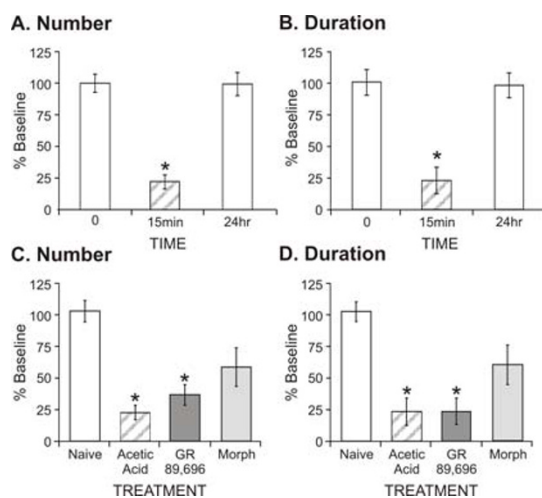 A. Number
125
100
75
50
25
0
% Baseline
*
0
15min
24hr
TIME
B. Duration
125
100
75
50
25
0
% Baseline
*
0
15min
24hr
TIME
C. Number
125
100
75
50
25
0
% Baseline
*
*
Naive
Acetic
Acid
GR
89,696
Morph
TREATMENT
D. Duration
125
100
75
50
25
0
% Baseline
*
*
Naive
Acetic
Acid
GR
89,696
Morph
TREATMENT